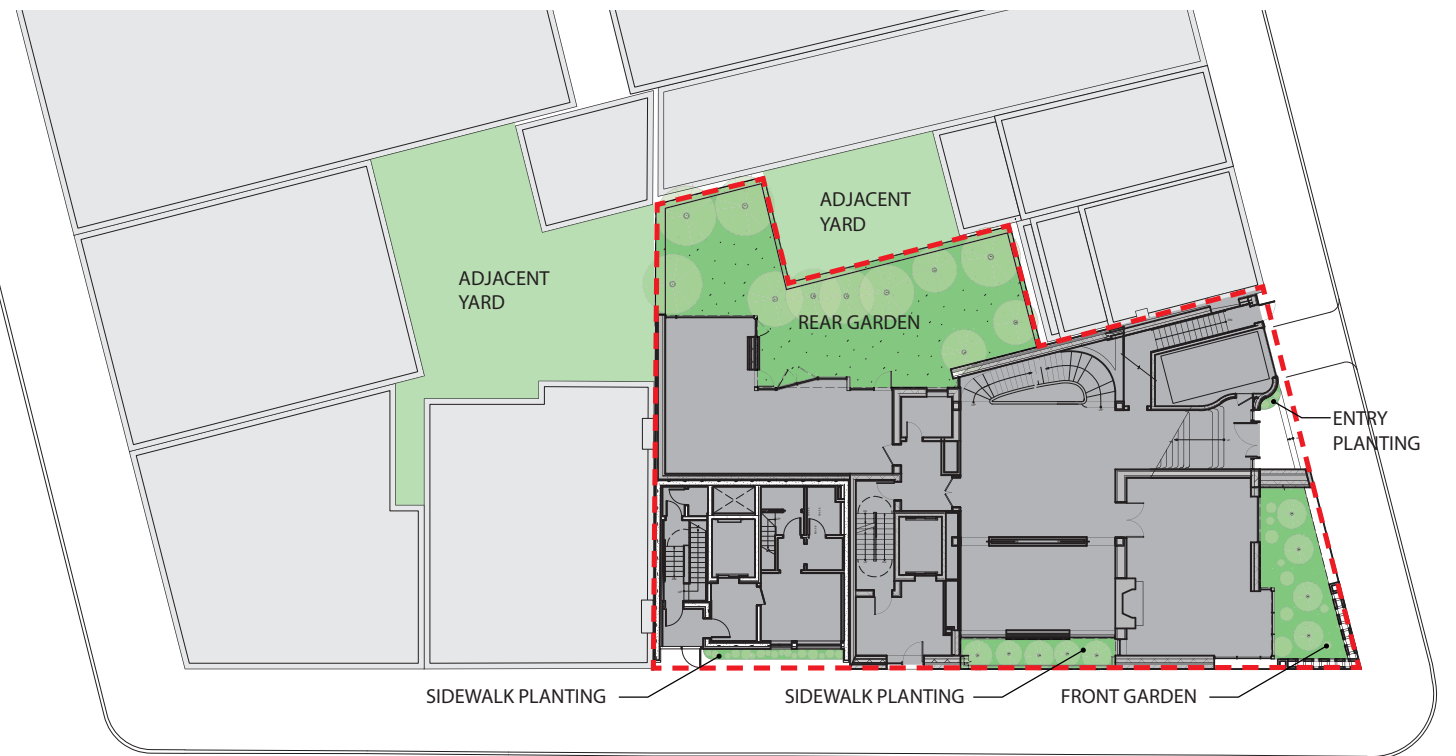 ADJACENT
YARD
ADJACENT
YARD
REAR GARDEN
ENTRY
PLANTING
SIDEWALK PLANTING
SIDEWALK PLANTING
FRONT GARDEN